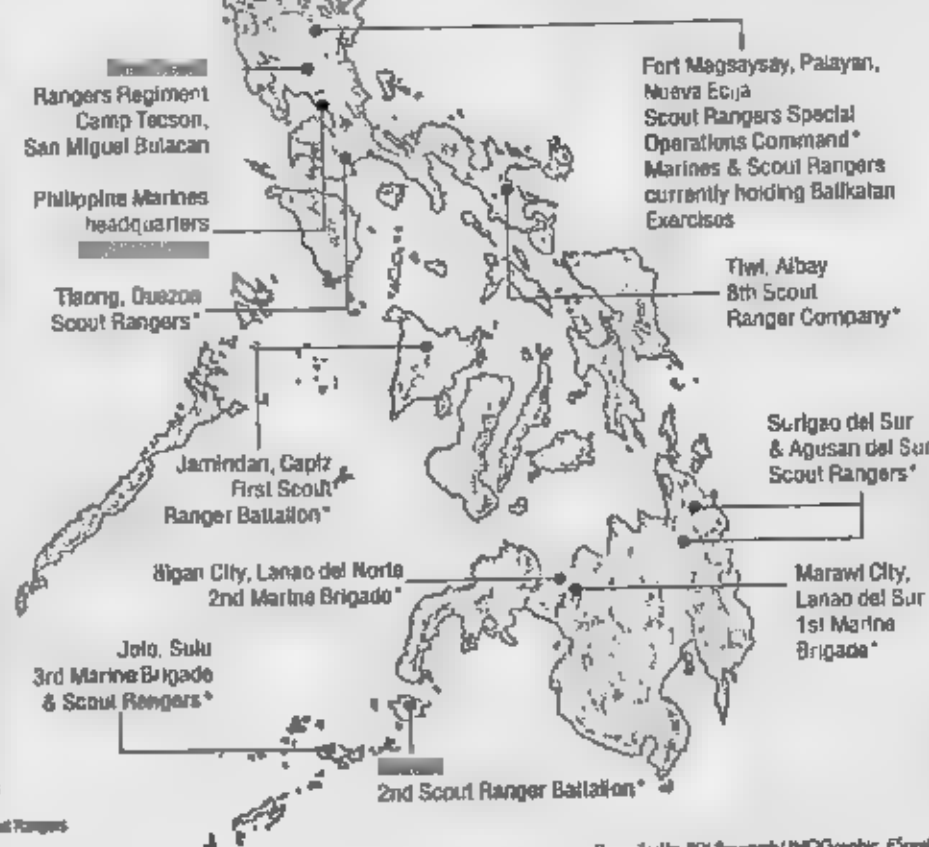 Fort Magsaysay, Palayan,
Nueva Ecija
Scout Rangers Special
Operations Command*
Marines & Scout Rangers
currently holding Balikatan
Exercises
Rangers Regiment
Camp Tecson,
San Miguel Bulacan
Philippine Marines
headquarters
Tiaong, Quezon
Scout Rangers*
Tiwi, Albay
8th Scout
Ranger Company*
Jamindan, Capiz
First Scout
Ranger Battalion*
Surigao del Sur
& Agusan del Sur
Scout Rangers*
Iligan City, Lanao del Norte
2nd Marine Brigade*
Marawi City,
Lanao del Sur
1st Marine
Brigade*
Jolo, Sulu
3rd Marine Brigade
& Scout Rangers*
2nd Scout Ranger Battalion*
Rangers